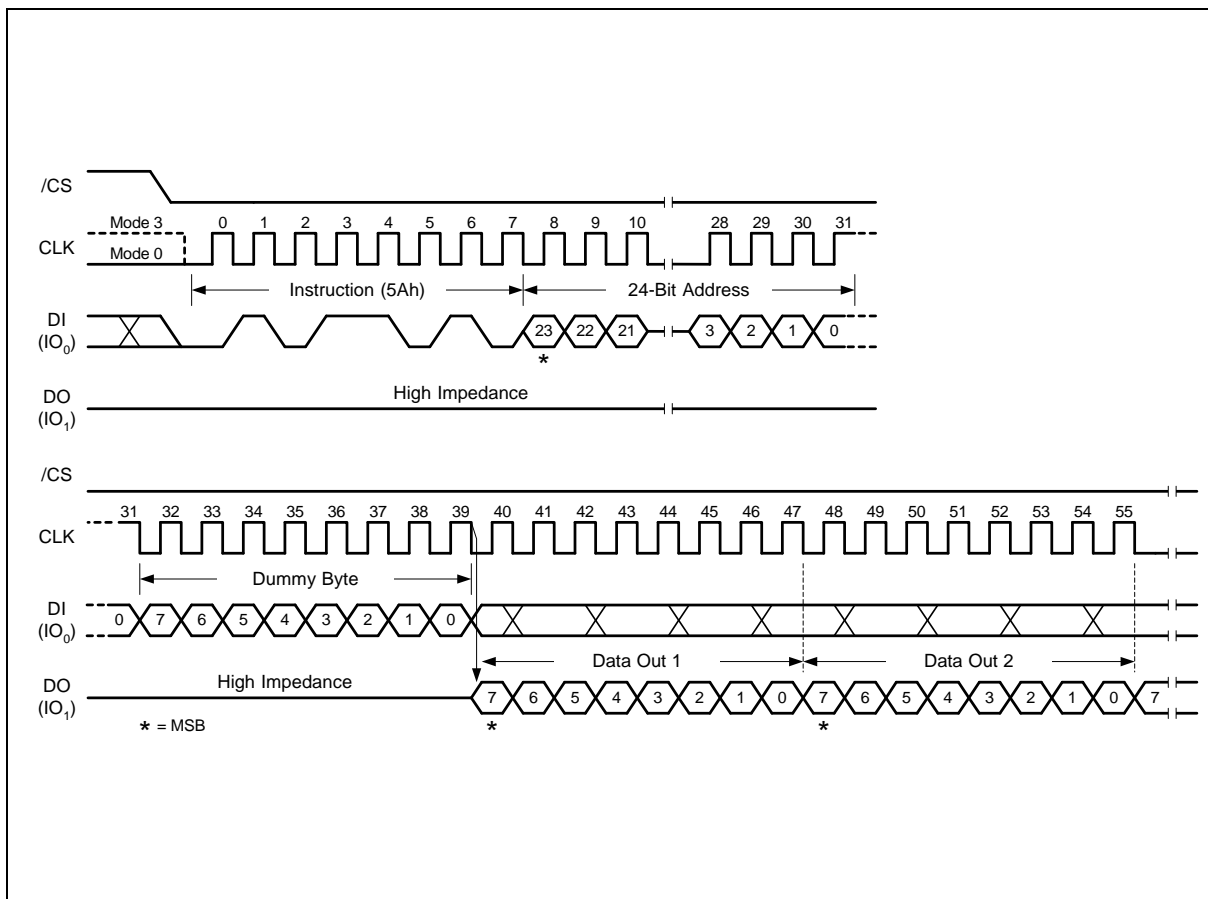 /CS
Mode 3 0 1 2 3 4 5 6 7 8 9 10 28 29 30 31
CLK
Mode 0
Instruction (5Ah) 24-Bit Address
DI
(IO0) 23 22 21 3 2 1 0
*
High Impedance
DO
(IO1)
/CS
31 32 33 34 35 36 37 38 39 40 41 42 43 44 45 46 47 48 49 50 51 52 53 54 55
CLK
Dummy Byte
DI
(IO0) 0 7 6 5 4 3 2 1 0
Data Out 1 Data Out 2
High Impedance
DO
(IO1) 7 6 5 4 3 2 1 0 7 6 5 4 3 2 1 0 7
* = MSB * *